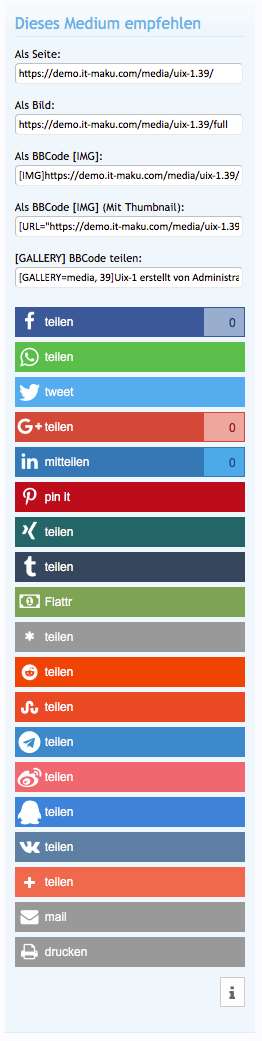 Dieses Medium empfehlen
Als Seite:
https://demo.it-maku.com/media/uix-1.39/
Als Bild:
https://demo.it-maku.com/media/uix-1.39/full
Als BBCode [IMG]:
[IMG]https://demo.it-maku.com/media/uix-1.39/
Als BBCode [IMG] (Mit Thumbnail):
[URL="https://demo.it-maku.com/media/uix-1.39
[GALLERY] BBCode teilen:
[GALLERY=media, 39]Uix-1 erstellt von Administra
teilen 0
teilen
tweet
G+ teilen 0
in mitteilen 0
pin it
teilen
t teilen
Flattr
* teilen
teilen
teilen
teilen
teilen
teilen
teilen
+ teilen
mail
drucken
i